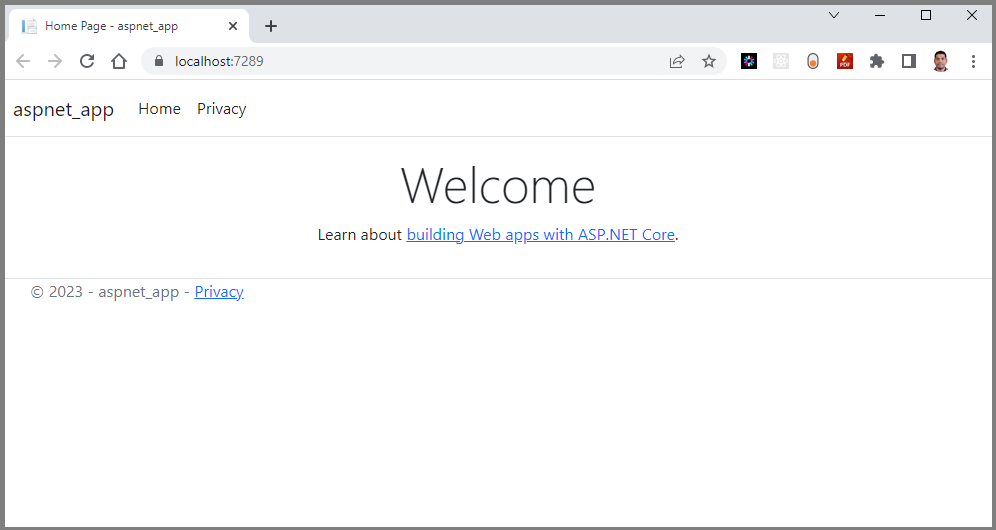 Home Page - aspnet_app
localhost:7289
PDF
aspnet_app Home Privacy
Welcome
Learn about building Web apps with ASP.NET Core.
© 2023 - aspnet_app - Privacy